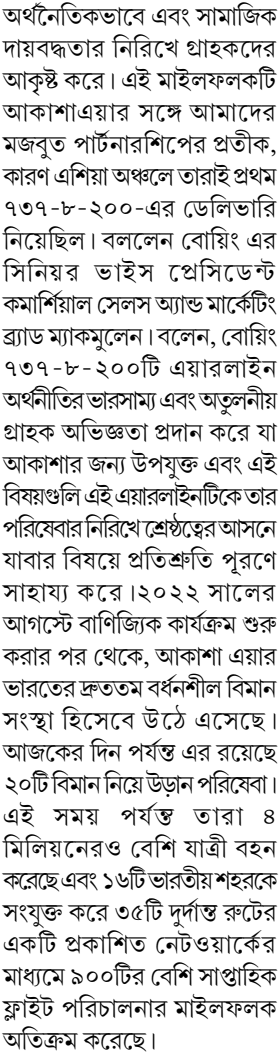 অর্থনৈতিকভাবে এবং সামাজিক
দায়বদ্ধতার নিরিখে গ্রাহকদের
আকৃষ্ট করে। এই মাইলফলকটি
আকাশাএয়ার সঙ্গে আমাদের
মজবুত পার্টনারশিপের প্রতীক,
কারণ এশিয়া অঞ্চলে তারাই প্রথম
৭৩৭-৮-২০০-এর ডেলিভারি
নিয়েছিল। বললেন বোয়িং এর
সিনিয়র ভাইস প্রেসিডেন্ট
কমার্শিয়াল সেলস অ্যান্ড মার্কেটিং
ব্র্যাড ম্যাকমুলেন। বলেন, বোয়িং
৭৩৭-৮-২০০টি এয়ারলাইন
অর্থনীতির ভারসাম্য এবং অতুলনীয়
গ্রাহক অভিজ্ঞতা প্রদান করে যা
আকাশার জন্য উপযুক্ত এবং এই
বিষয়গুলি এই এয়ারলাইনটিকে তার
পরিষেবার নিরিখে শ্রেষ্ঠত্বের আসনে
যাবার বিষয়ে প্রতিশ্রুতি পূরণে
সাহায্য করে।২০২২ সালের
আগস্টে বাণিজ্যিক কার্যক্রম শুরু
করার পর থেকে, আকাশা এয়ার
ভারতের দ্রুততম বর্ধনশীল বিমান
সংস্থা হিসেবে উঠে এসেছে।
আজকের দিন পর্যন্ত এর রয়েছে
২০টি বিমান নিয়ে উড়ান পরিষেবা।
এই সময় পর্যন্ত তারা ৪
মিলিয়নেরও বেশি যাত্রী বহন
করেছে এবং ১৬টি ভারতীয় শহরকে
সংযুক্ত করে ৩৫টি দুর্দান্ত রুটের
একটি প্রকাশিত নেটওয়ার্কের
মাধ্যমে ৯০০টির বেশি সাপ্তাহিক
ফ্লাইট পরিচালনার মাইলফলক
অতিক্রম করেছে।